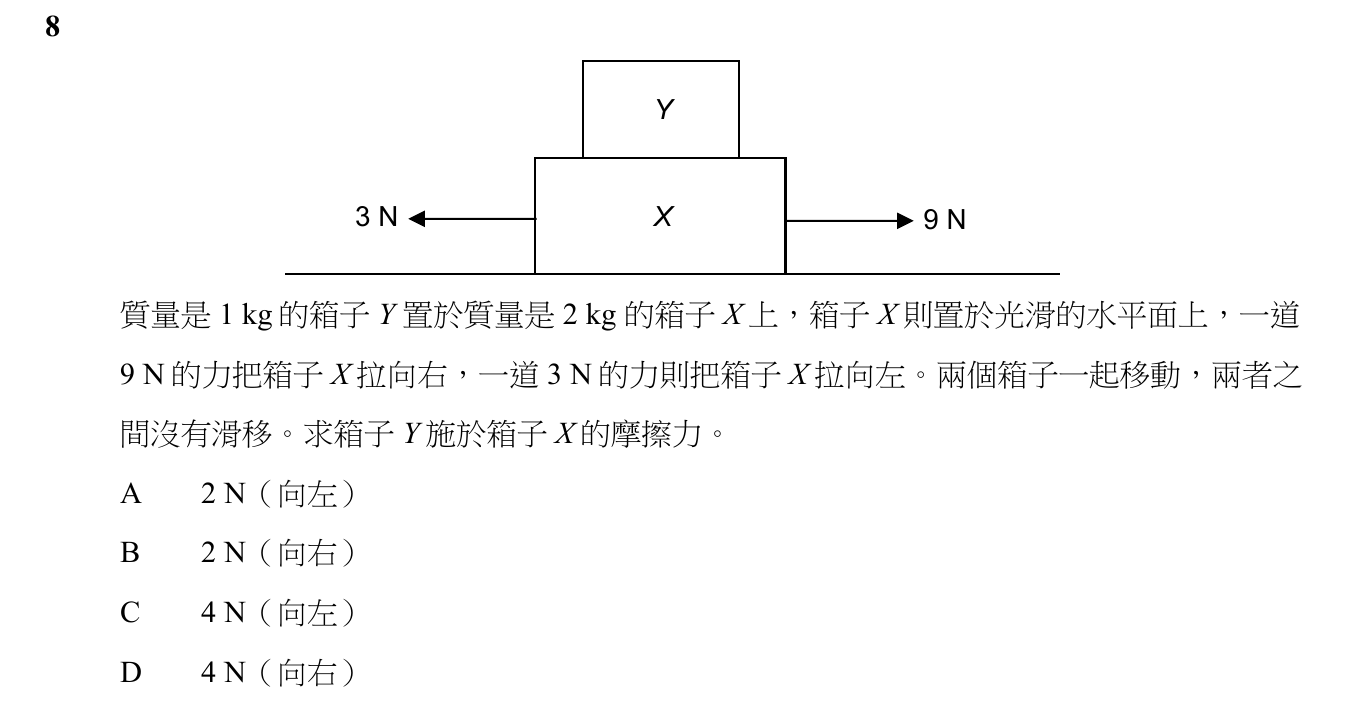 8
Y
3 N
X
9 N
質量是 1 kg 的箱子 Y 置於質量是 2 kg 的箱子 X 上，箱子 X 則置於光滑的水平面上，一道
9 N 的力把箱子 X 拉向右，一道 3 N 的力則把箱子 X 拉向左。兩個箱子一起移動，兩者之
間沒有滑移。求箱子 Y 施於箱子 X 的摩擦力。
A 2 N（向左）
B 2 N（向右）
C 4 N（向左）
D 4 N（向右）